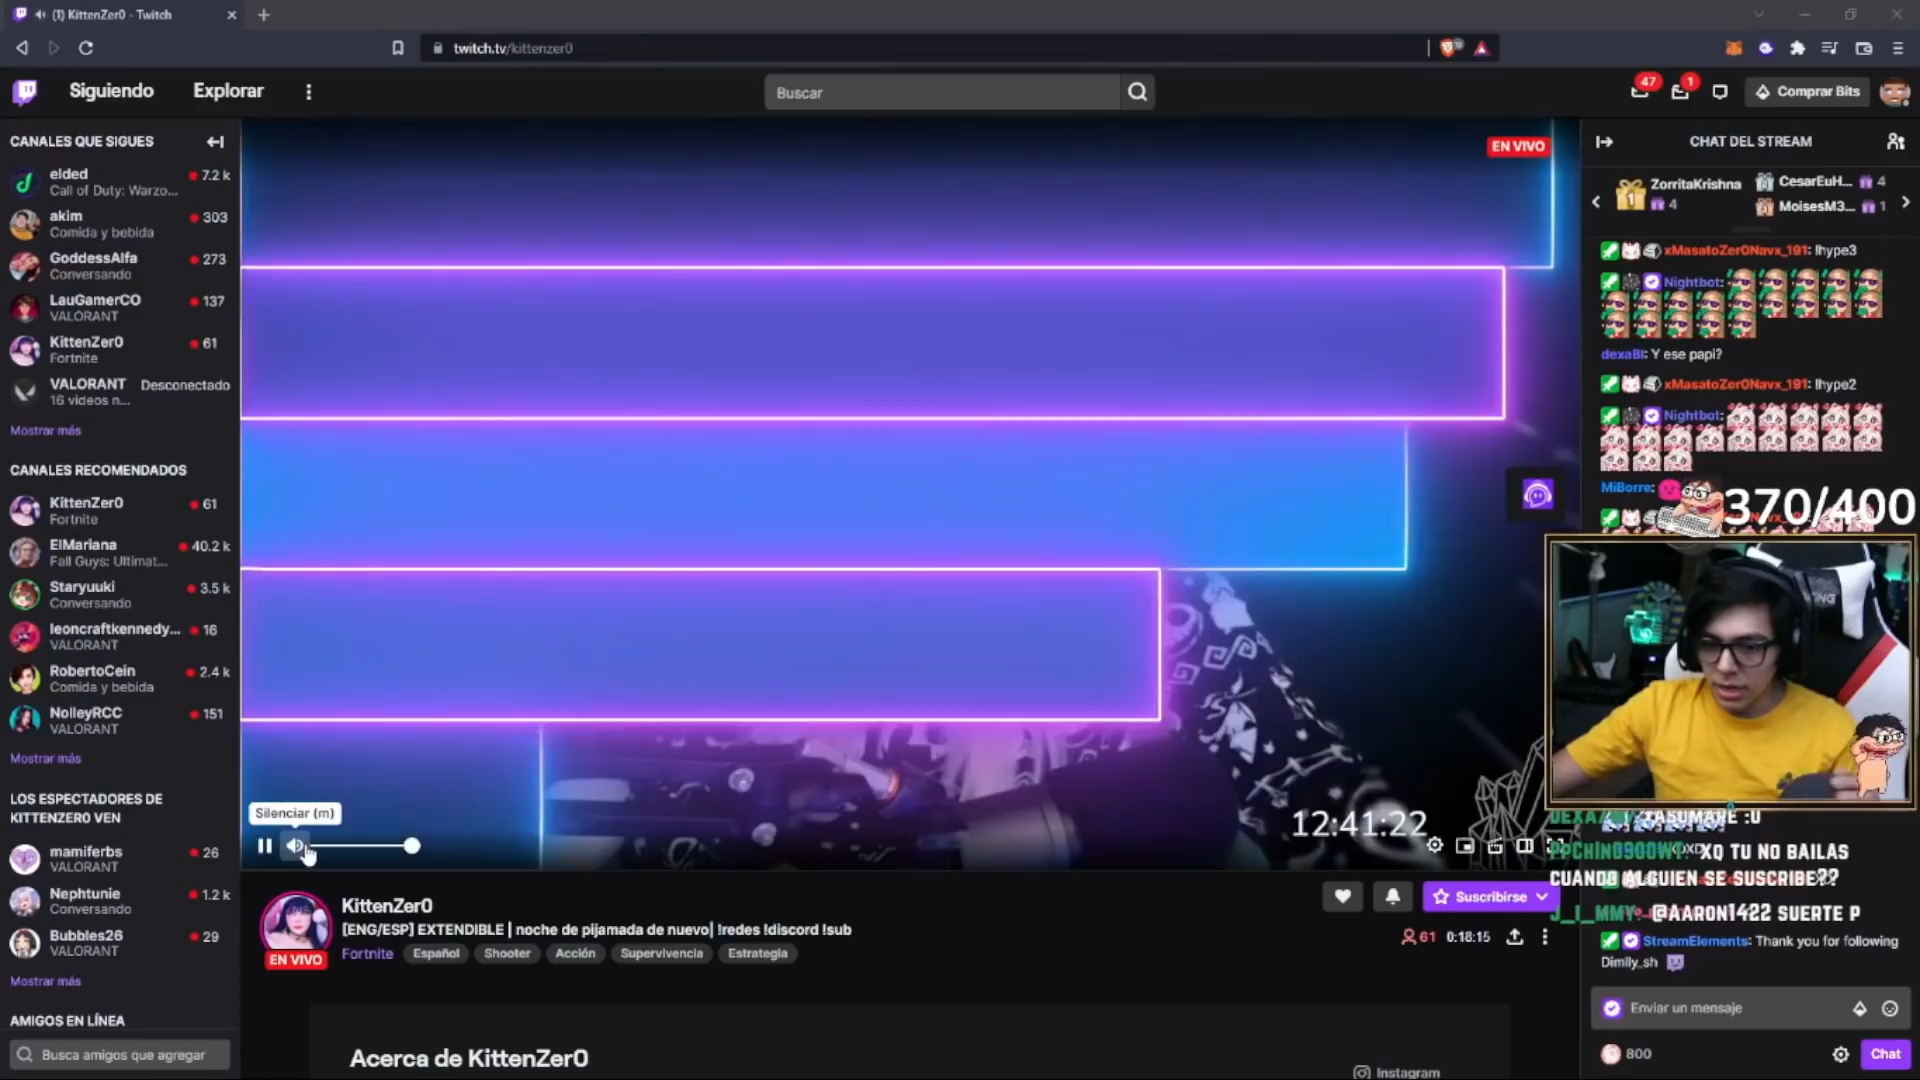 (1) KittenZer0 - Twitch
twitch.tv/kittenzer0
Siguiendo
Explorar
Buscar
47
1
Comprar Bits
CANALES QUE SIGUES
elded
7.2 k
Call of Duty: Warzo...
akim
303
Comida y bebida
GoddessAlfa
273
Conversando
LauGamerCO
137
VALORANT
KittenZer0
61
Fortnite
VALORANT
Desconectado
16 videos n...
Mostrar más
CANALES RECOMENDADOS
KittenZer0
61
Fortnite
ElMariana
40.2 k
Fall Guys: Ultimat...
Staryuuki
3.5 k
Conversando
leoncraftkennedy...
16
VALORANT
RobertoCein
2.4 k
Comida y bebida
NolleyRCC
151
VALORANT
Mostrar más
LOS ESPECTADORES DE
KITTENZER0 VEN
mamiferbs
26
VALORANT
Nephtunie
1.2 k
Conversando
Bubbles26
29
VALORANT
Mostrar más
AMIGOS EN LÍNEA
Busca amigos que agregar
EN VIVO
Silenciar (m)
12:41:22
KittenZer0
[ENG/ESP] EXTENDIBLE | noche de pijamada de nuevo| !redes !discord !sub
EN VIVO
Fortnite
Español
Shooter
Acción
Supervivencia
Estrategia
Suscribirse
61
0:18:15
Acerca de KittenZer0
Instagram
CHAT DEL STREAM
ZorritaKrishna
4
CesarEuH...
4
MoisesM3...
1
xMasatoZer0Navx_191: !hype3
Nightbot:
dexaBl: Y ese papi?
xMasatoZer0Navx_191: !hype2
Nightbot:
MiBorre:
370/400
XQ TU NO BAILAS
CUANDO ALGUIEN SE SUSCRIBE??
J_I_MMY: @AARON1422 SUERTE P
StreamElements: Thank you for following
Dimlly_sh
Enviar un mensaje
800
Chat